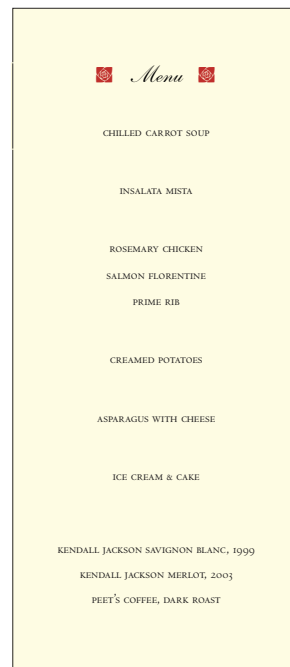 Menu
CHILLED CARROT SOUP
INSALATA MISTA
ROSEMARY CHICKEN
SALMON FLORENTINE
PRIME RIB
CREAMED POTATOES
ASPARAGUS WITH CHEESE
ICE CREAM & CAKE
KENDALL JACKSON SAVIGNON BLANC, 1999
KENDALL JACKSON MERLOT, 2003
PEET'S COFFEE, DARK ROAST